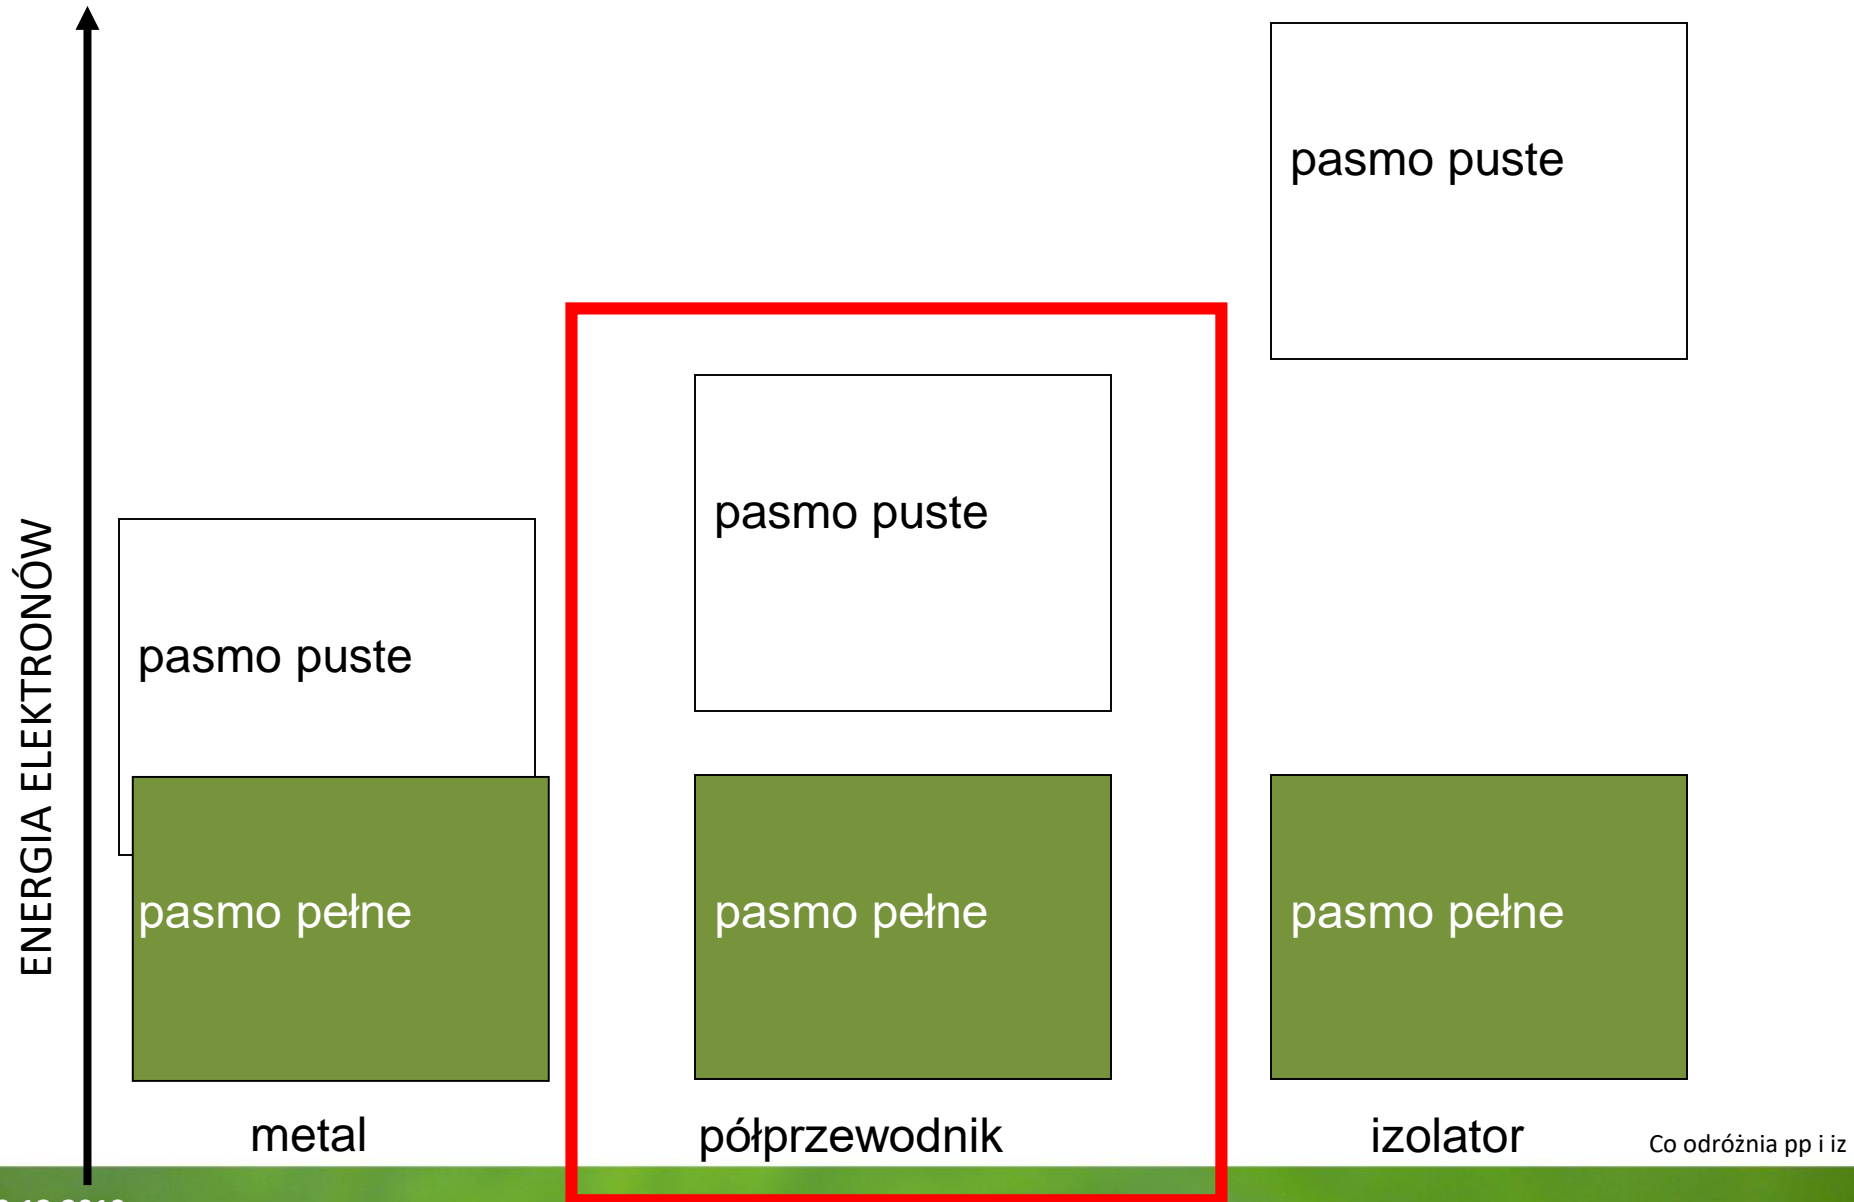 ENERGIA ELEKTRONÓW
pasmo puste
pasmo pełne
metal
pasmo puste
pasmo pełne
półprzewodnik
pasmo puste
pasmo pełne
izolator
Co odróżnia pp i iz